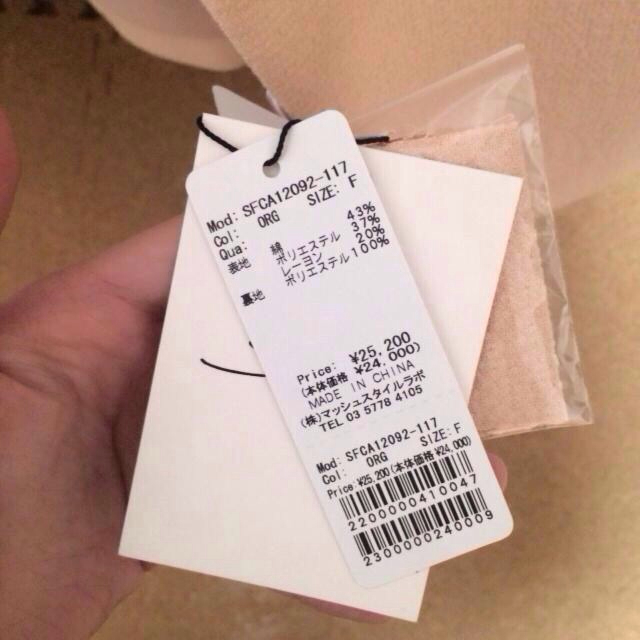 Mod: SFCA12092-117
Col: ORG SIZE: F
Qua:
表地 綿 43%
ポリエステル 37%
レーヨン 20%
裏地 ポリエステル 100%
Price: ¥25,200
(本体価格 ¥24,000)
MADE IN CHINA
(株)マッシュスタイルラボ
TEL 03 5778 4105
Mod: SFCA12092-117
Col: ORG SIZE: F
Price: ¥25,200(本体価格¥24,000)
2200000410047
2300000240009